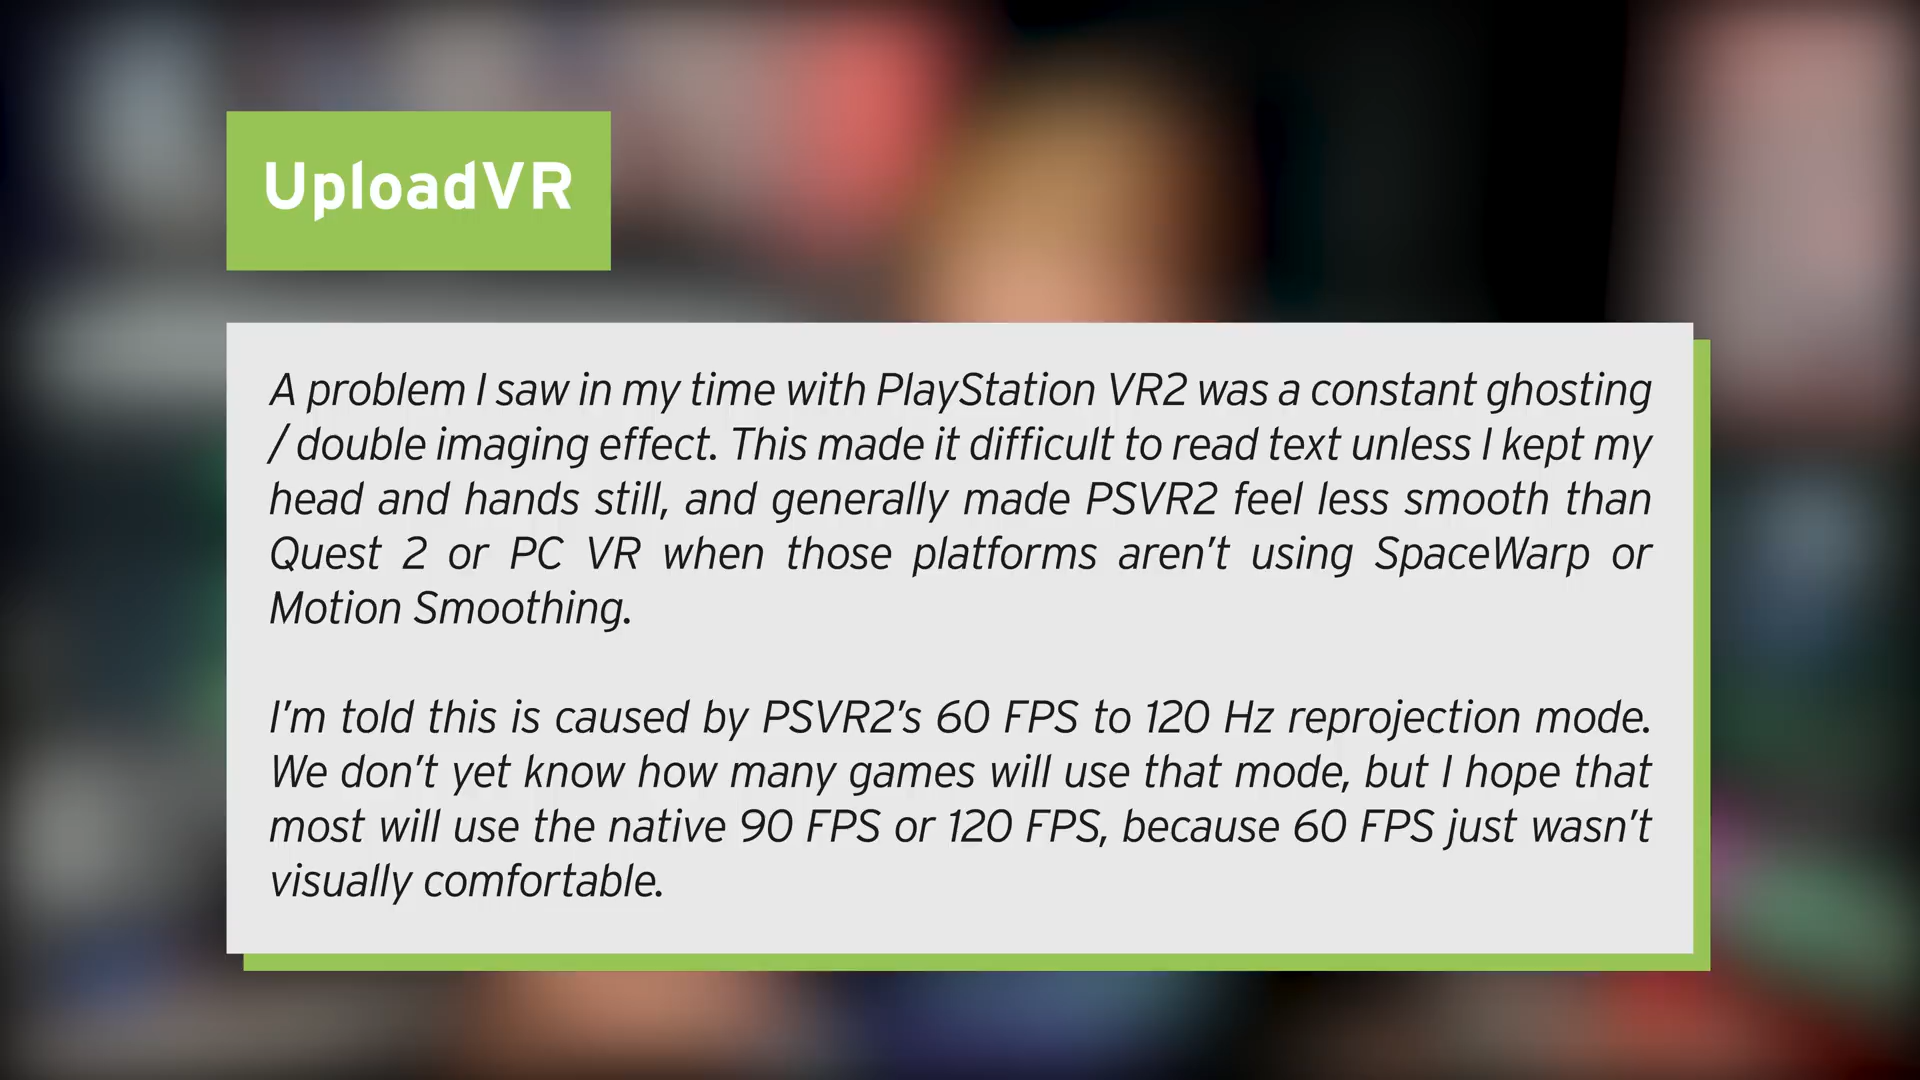 UploadVR
A problem I saw in my time with PlayStation VR2 was a constant ghosting
/ double imaging effect. This made it difficult to read text unless I kept my
head and hands still, and generally made PSVR2 feel less smooth than
Quest 2 or PC VR when those platforms aren't using SpaceWarp or
Motion Smoothing.
I'm told this is caused by PSVR2's 60 FPS to 120 Hz reprojection mode.
We don't yet know how many games will use that mode, but I hope that
most will use the native 90 FPS or 120 FPS, because 60 FPS just wasn't
visually comfortable.